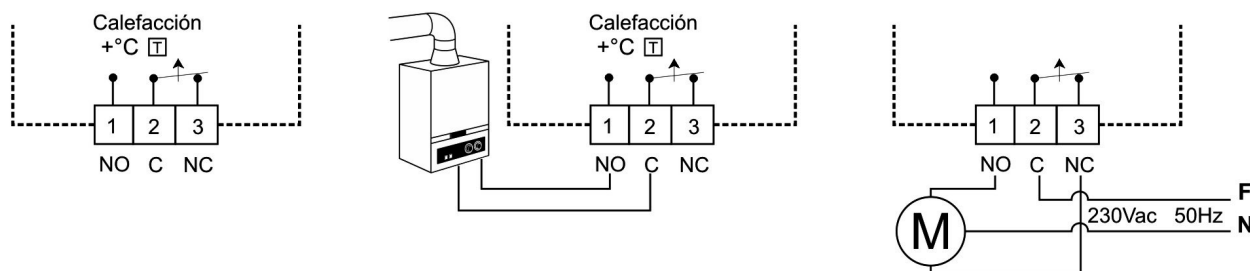 Calefacción
+°C T
1 2 3
NO C NC
Calefacción
+°C T
1 2 3
NO C NC
1 2 3
NO C NC
F
230Vac 50Hz
N
M